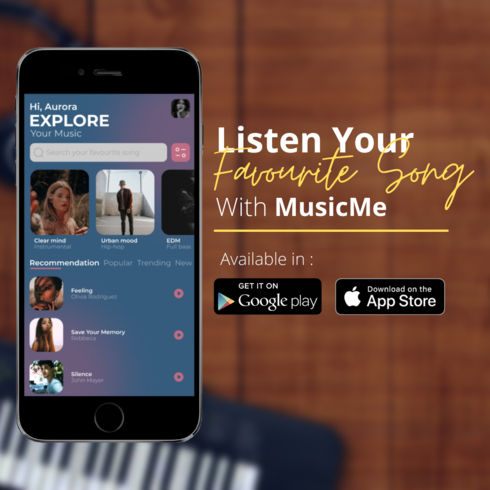 Hi, Aurora
EXPLORE
Your Music
Search your favourite song
Clear mind
Instrumental
Urban mood
Hip-hop
EDM
Full base
Recommendation Popular Trending New
Feeling
Olivia Rodriguez
Save Your Memory
Rebbeca
Silence
John Mayer
Listen Your
Favourite Song
With MusicMe
Available in :
GET IT ON
Google play
Download on the
App Store